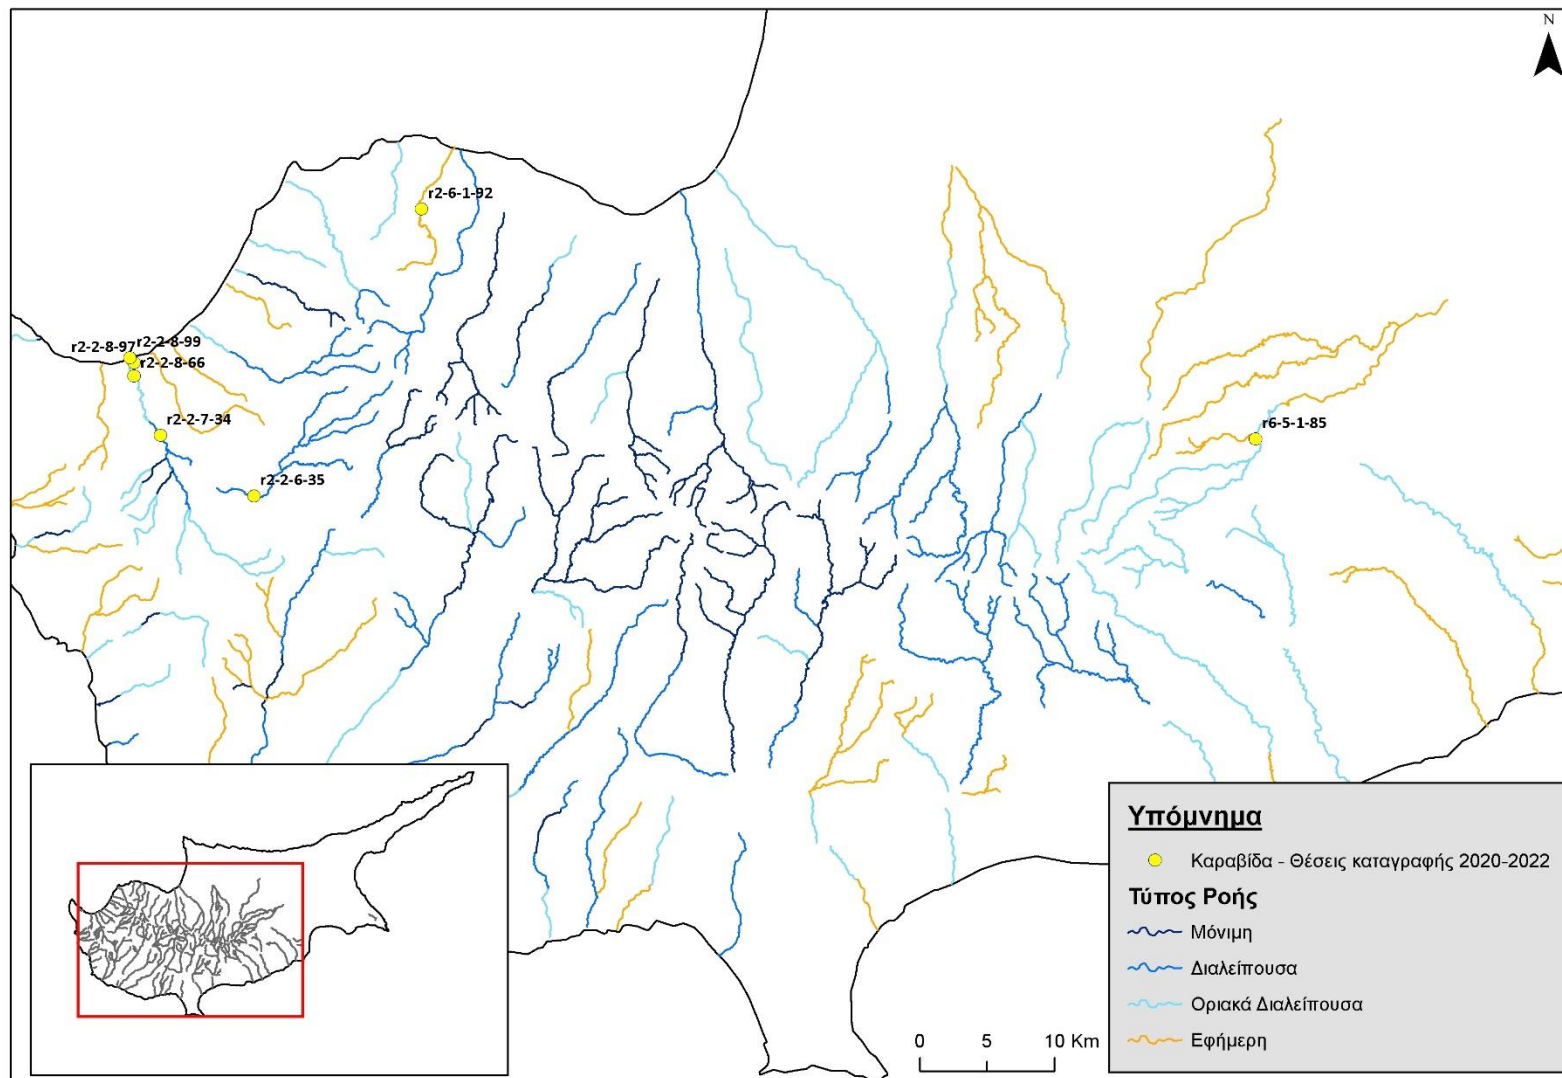 N
r2-6-1-92
r2-2-8-97
r2-2-8-99
r2-2-8-66
r2-2-7-34
r6-5-1-85
r2-2-6-35
Υπόμνημα
Καραβίδα - Θέσεις καταγραφής 2020-2022
Τύπος Ροής
Μόνιμη
Διαλείπουσα
Οριακά Διαλείπουσα
Εφήμερη
0 5 10 Km